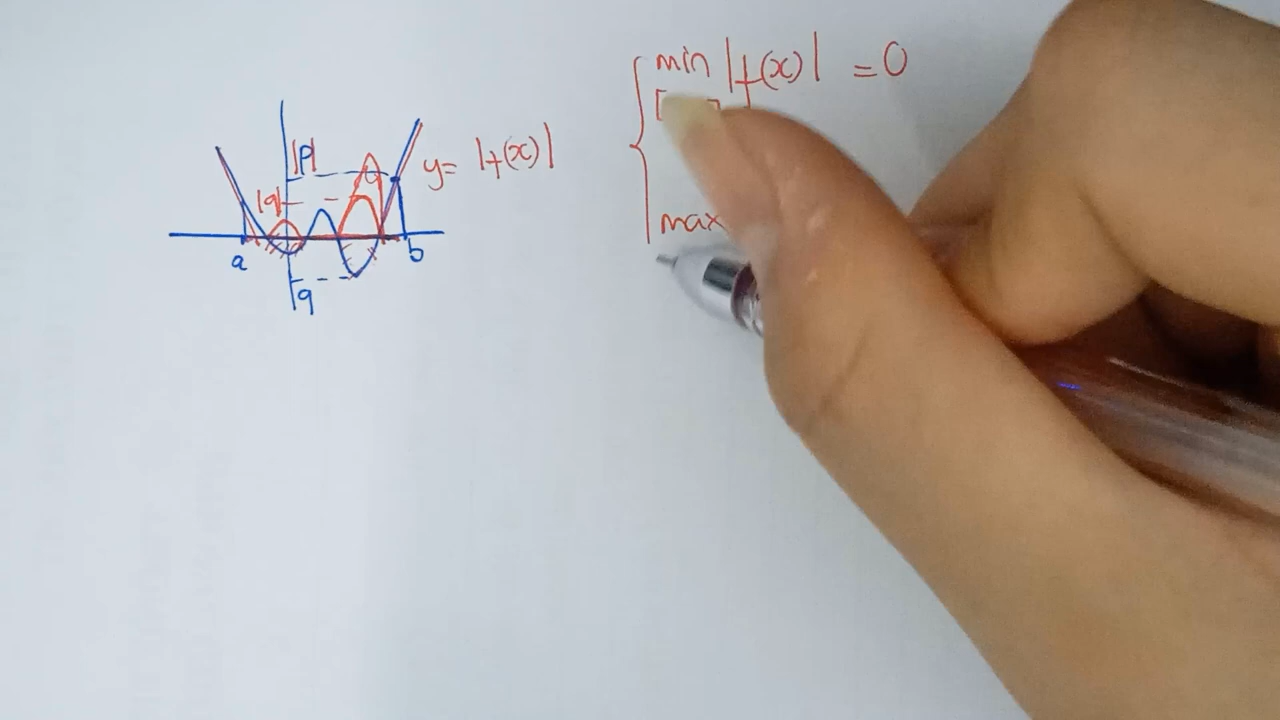 |p|
|q|
y= |f(x)|
a
b
q
min |f(x)| = 0
[
]
max